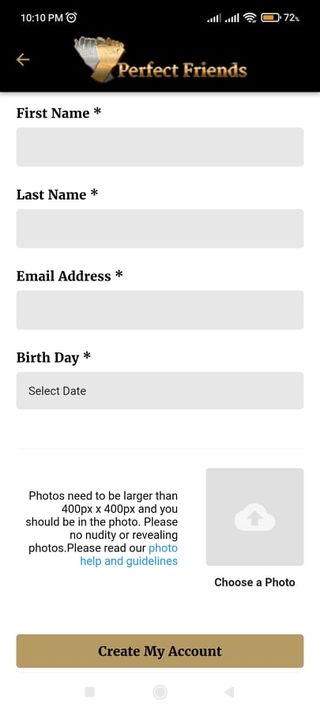 10:10 PM 72%
Perfect Friends
First Name *
Last Name *
Email Address *
Birth Day *
Select Date
Photos need to be larger than
400px x 400px and you
should be in the photo. Please
no nudity or revealing
photos.Please read our photo
help and guidelines
Choose a Photo
Create My Account